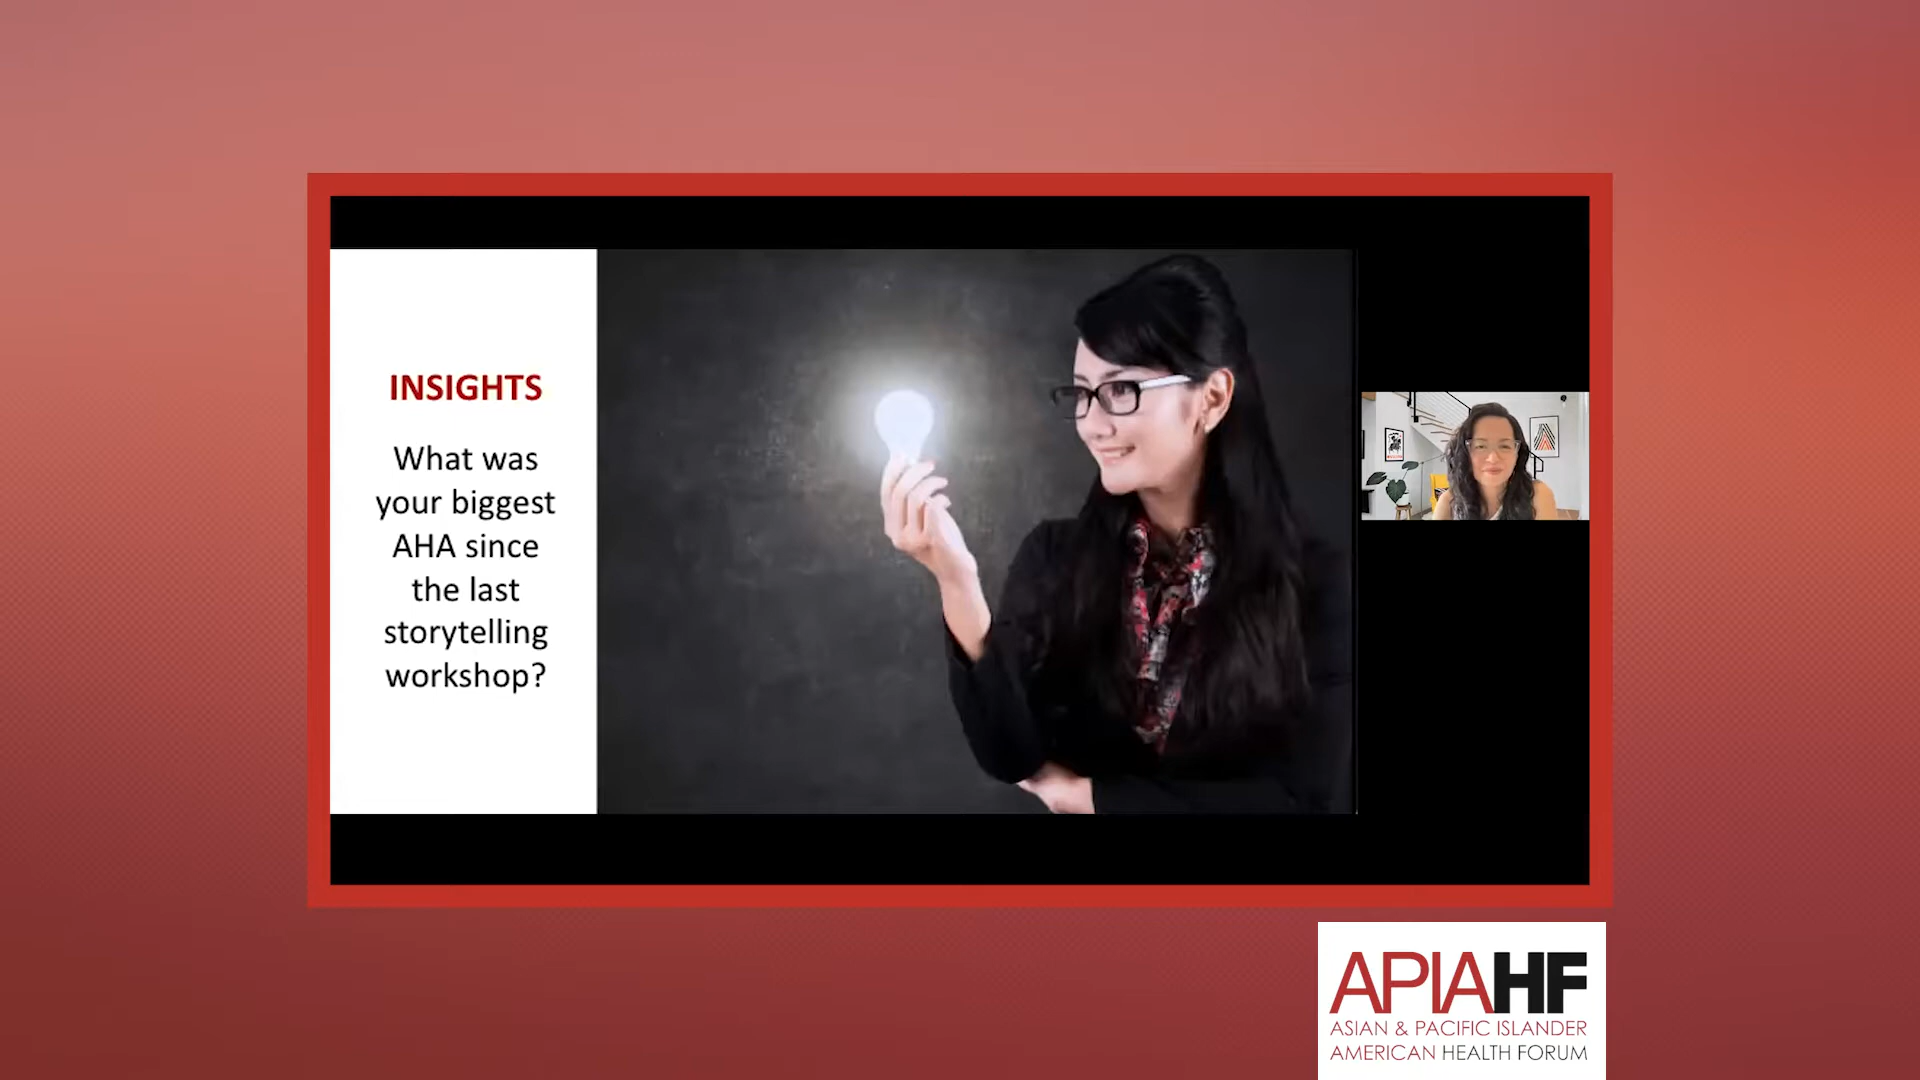 INSIGHTS
What was
your biggest
AHA since
the last
storytelling
workshop?
APIAHF
ASIAN & PACIFIC ISLANDER
AMERICAN HEALTH FORUM